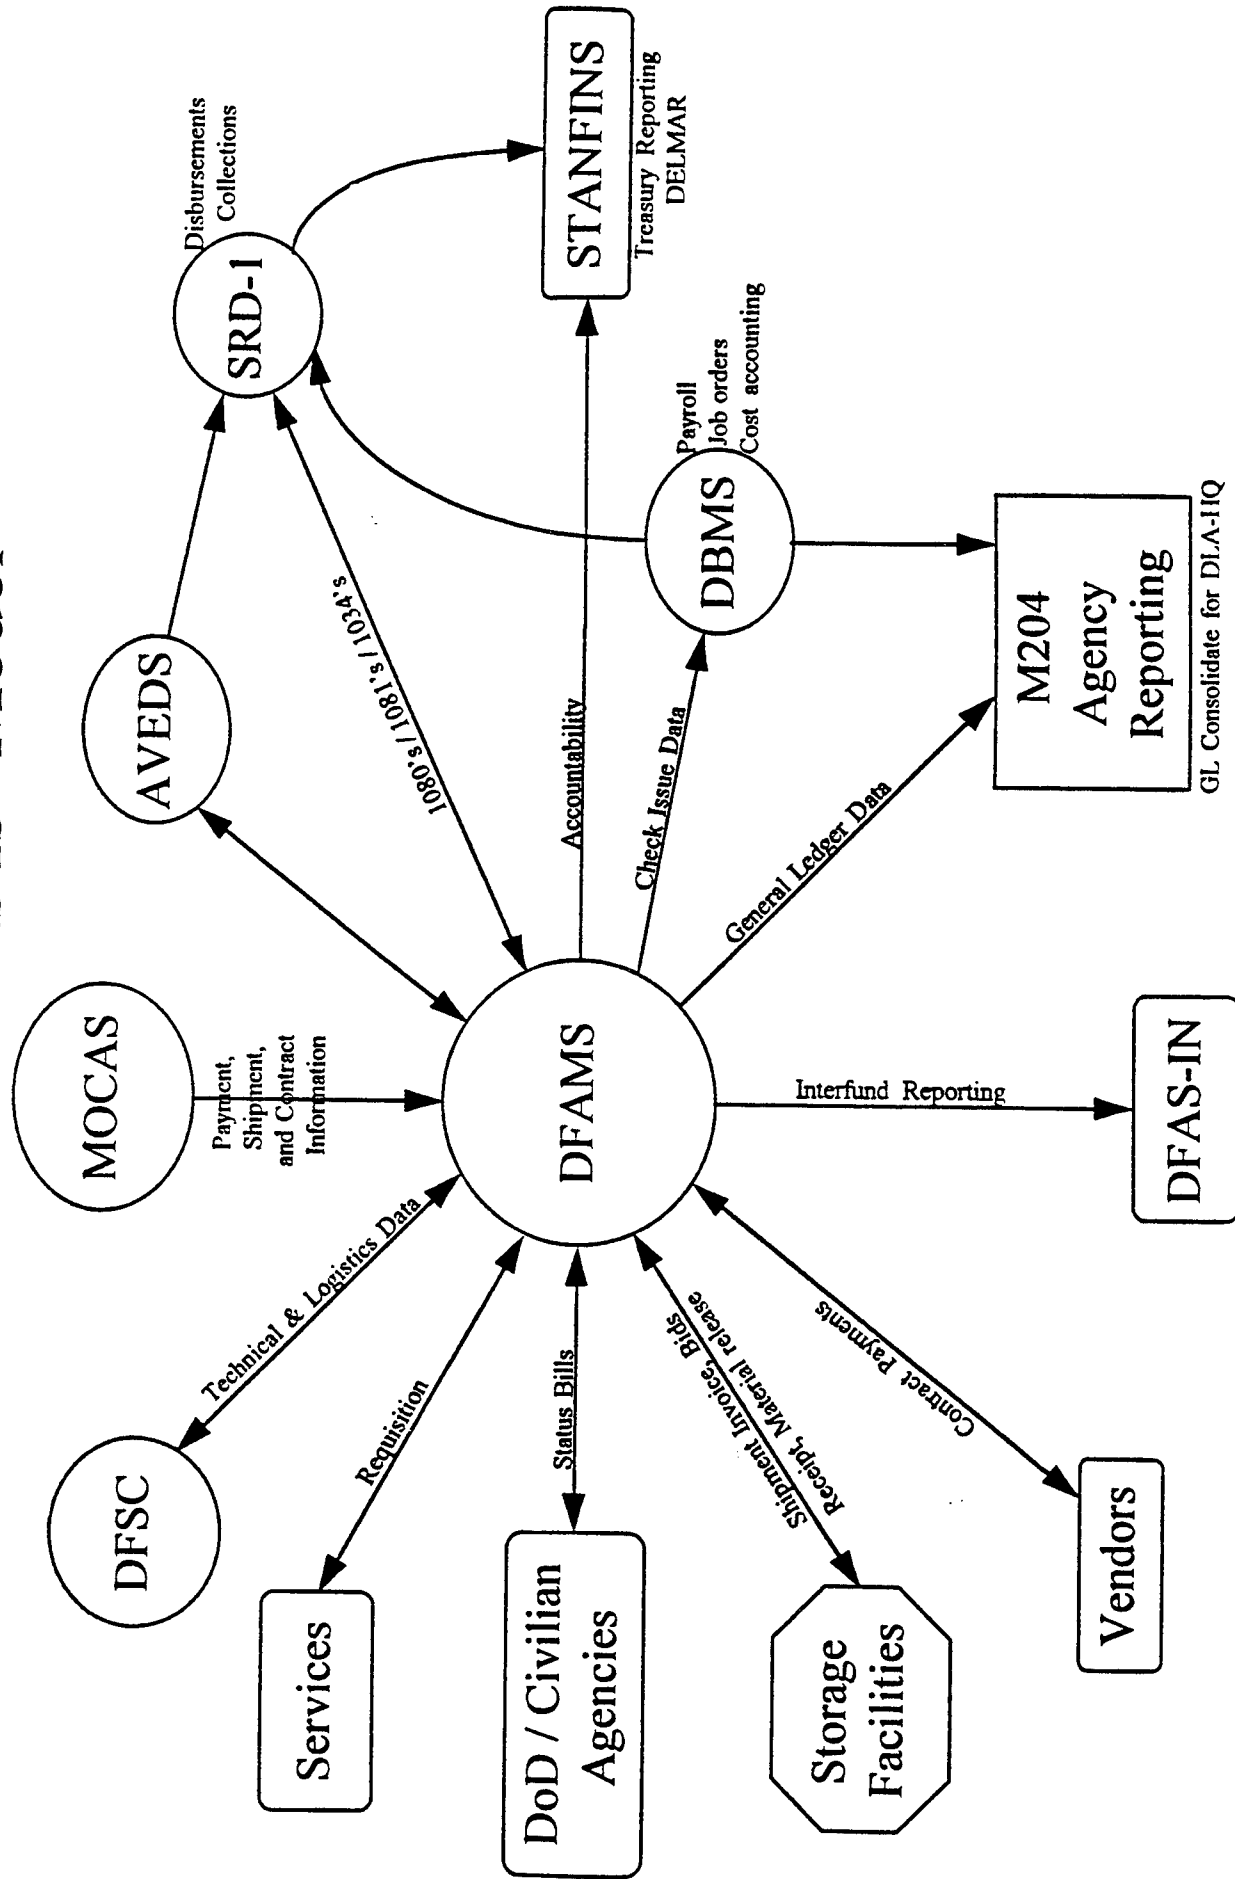 DFSC
MOCAS
AVEDS
SRD-1
Disbursements
Collections
Payment,
Shipment,
and Contract
Information
Technical & Logistics Data
1080's / 1081's / 1034's
Services
Requisition
DoD / Civilian
Agencies
Status Bills
DFAMS
Accountability
STANFINS
Treasury Reporting
DELMAR
Check Issue Data
DBMS
Payroll
Job orders
Cost accounting
Storage
Facilities
Shipment Invoice, Bids
Receipt, Material release
General Ledger Data
Interfund Reporting
Contract Payments
Vendors
DFAS-IN
M204
Agency
Reporting
GL Consolidate for DLA-HQ